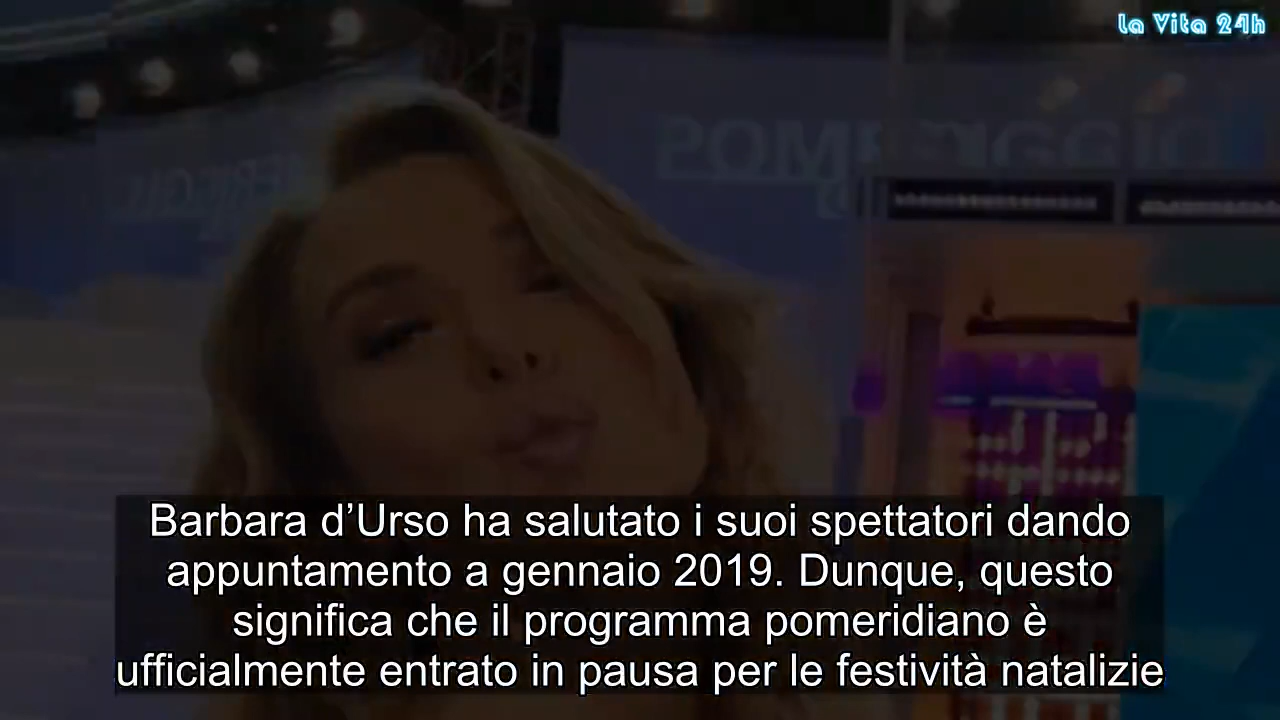 la Vita 24h
POMERIGGIO
Barbara d’Urso ha salutato i suoi spettatori dando
appuntamento a gennaio 2019. Dunque, questo
significa che il programma pomeridiano è
ufficialmente entrato in pausa per le festività natalizie